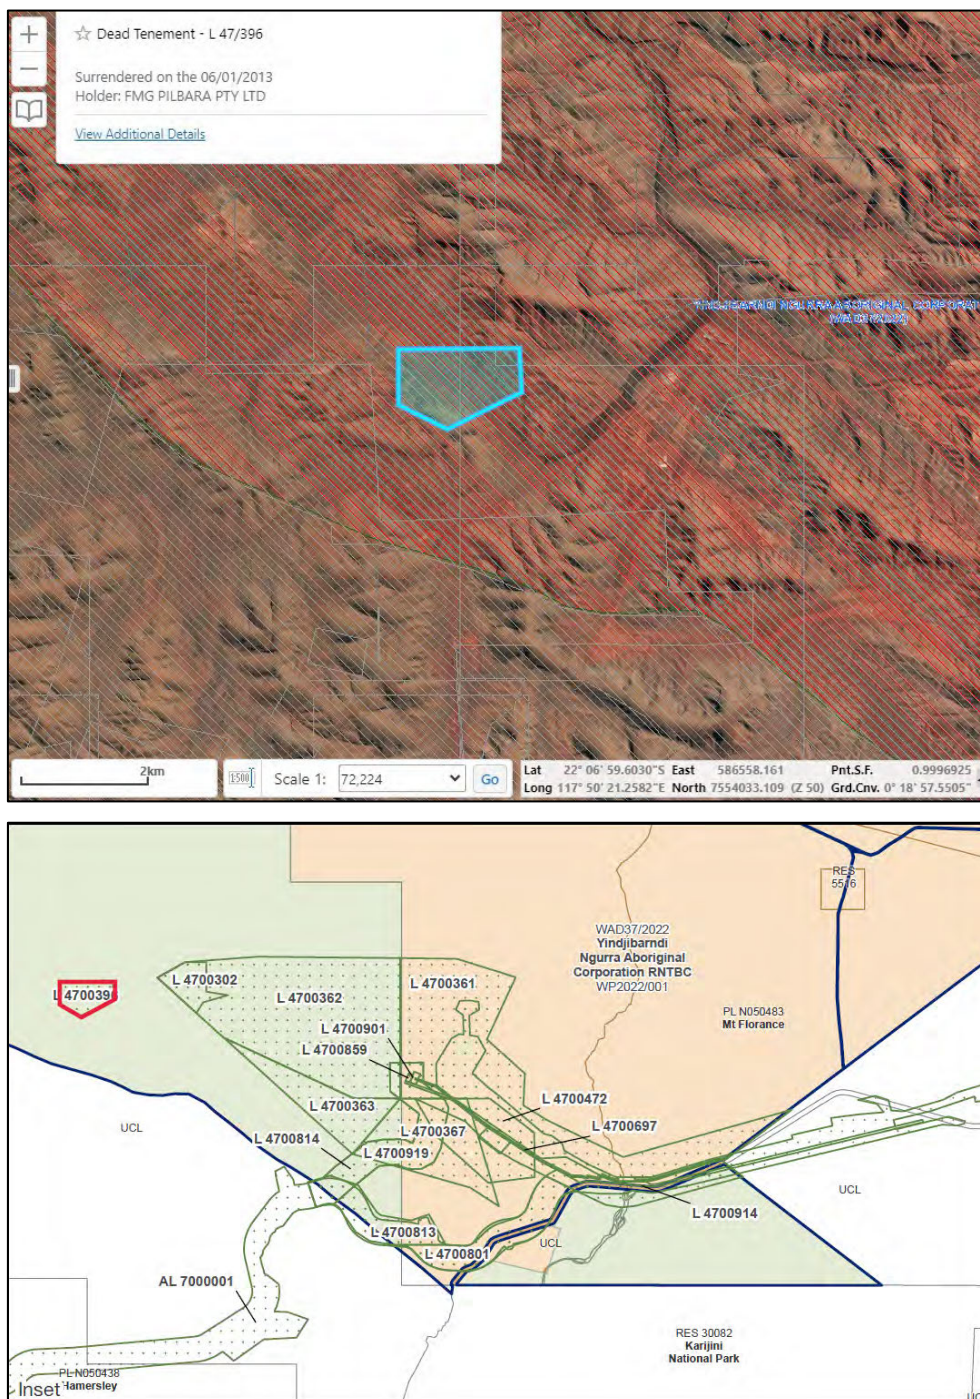 Dead Tenement - L 47/396
Surrendered on the 06/01/2013
Holder: FMG PILBARA PTY LTD
View Additional Details
2km
1:500
Scale 1: 72,224
Go
Lat 22° 06' 59.6030"S East 586558.161 Pnt.S.F. 0.9996925
Long 117° 50' 21.2582"E North 7554033.109 (Z 50) Grd.Cnv. 0° 18' 57.5505"
RES
5516
WAD37/2022
Yindjibarndi
Ngurra Aboriginal
Corporation RNTBC
WP2022/001
L 4700396
L 4700302
L 4700362
L 4700361
PL N050483
Mt Florance
L 4700901
L 4700859
L 4700472
L 4700363
L 4700367
L 4700697
UCL
L 4700814
L 4700919
UCL
L 4700914
L 4700813
L 4700801
UCL
AL 7000001
RES 30082
Karijini
National Park
PL N050438
Hamersley
Inset